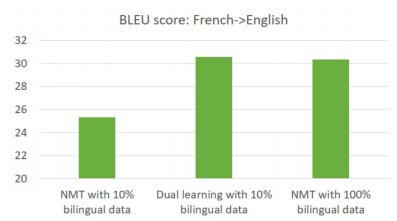 BLEU score: French->English
32
30
28
26
24
22
20
NMT with 10% bilingual data
Dual learning with 10% bilingual data
NMT with 100% bilingual data